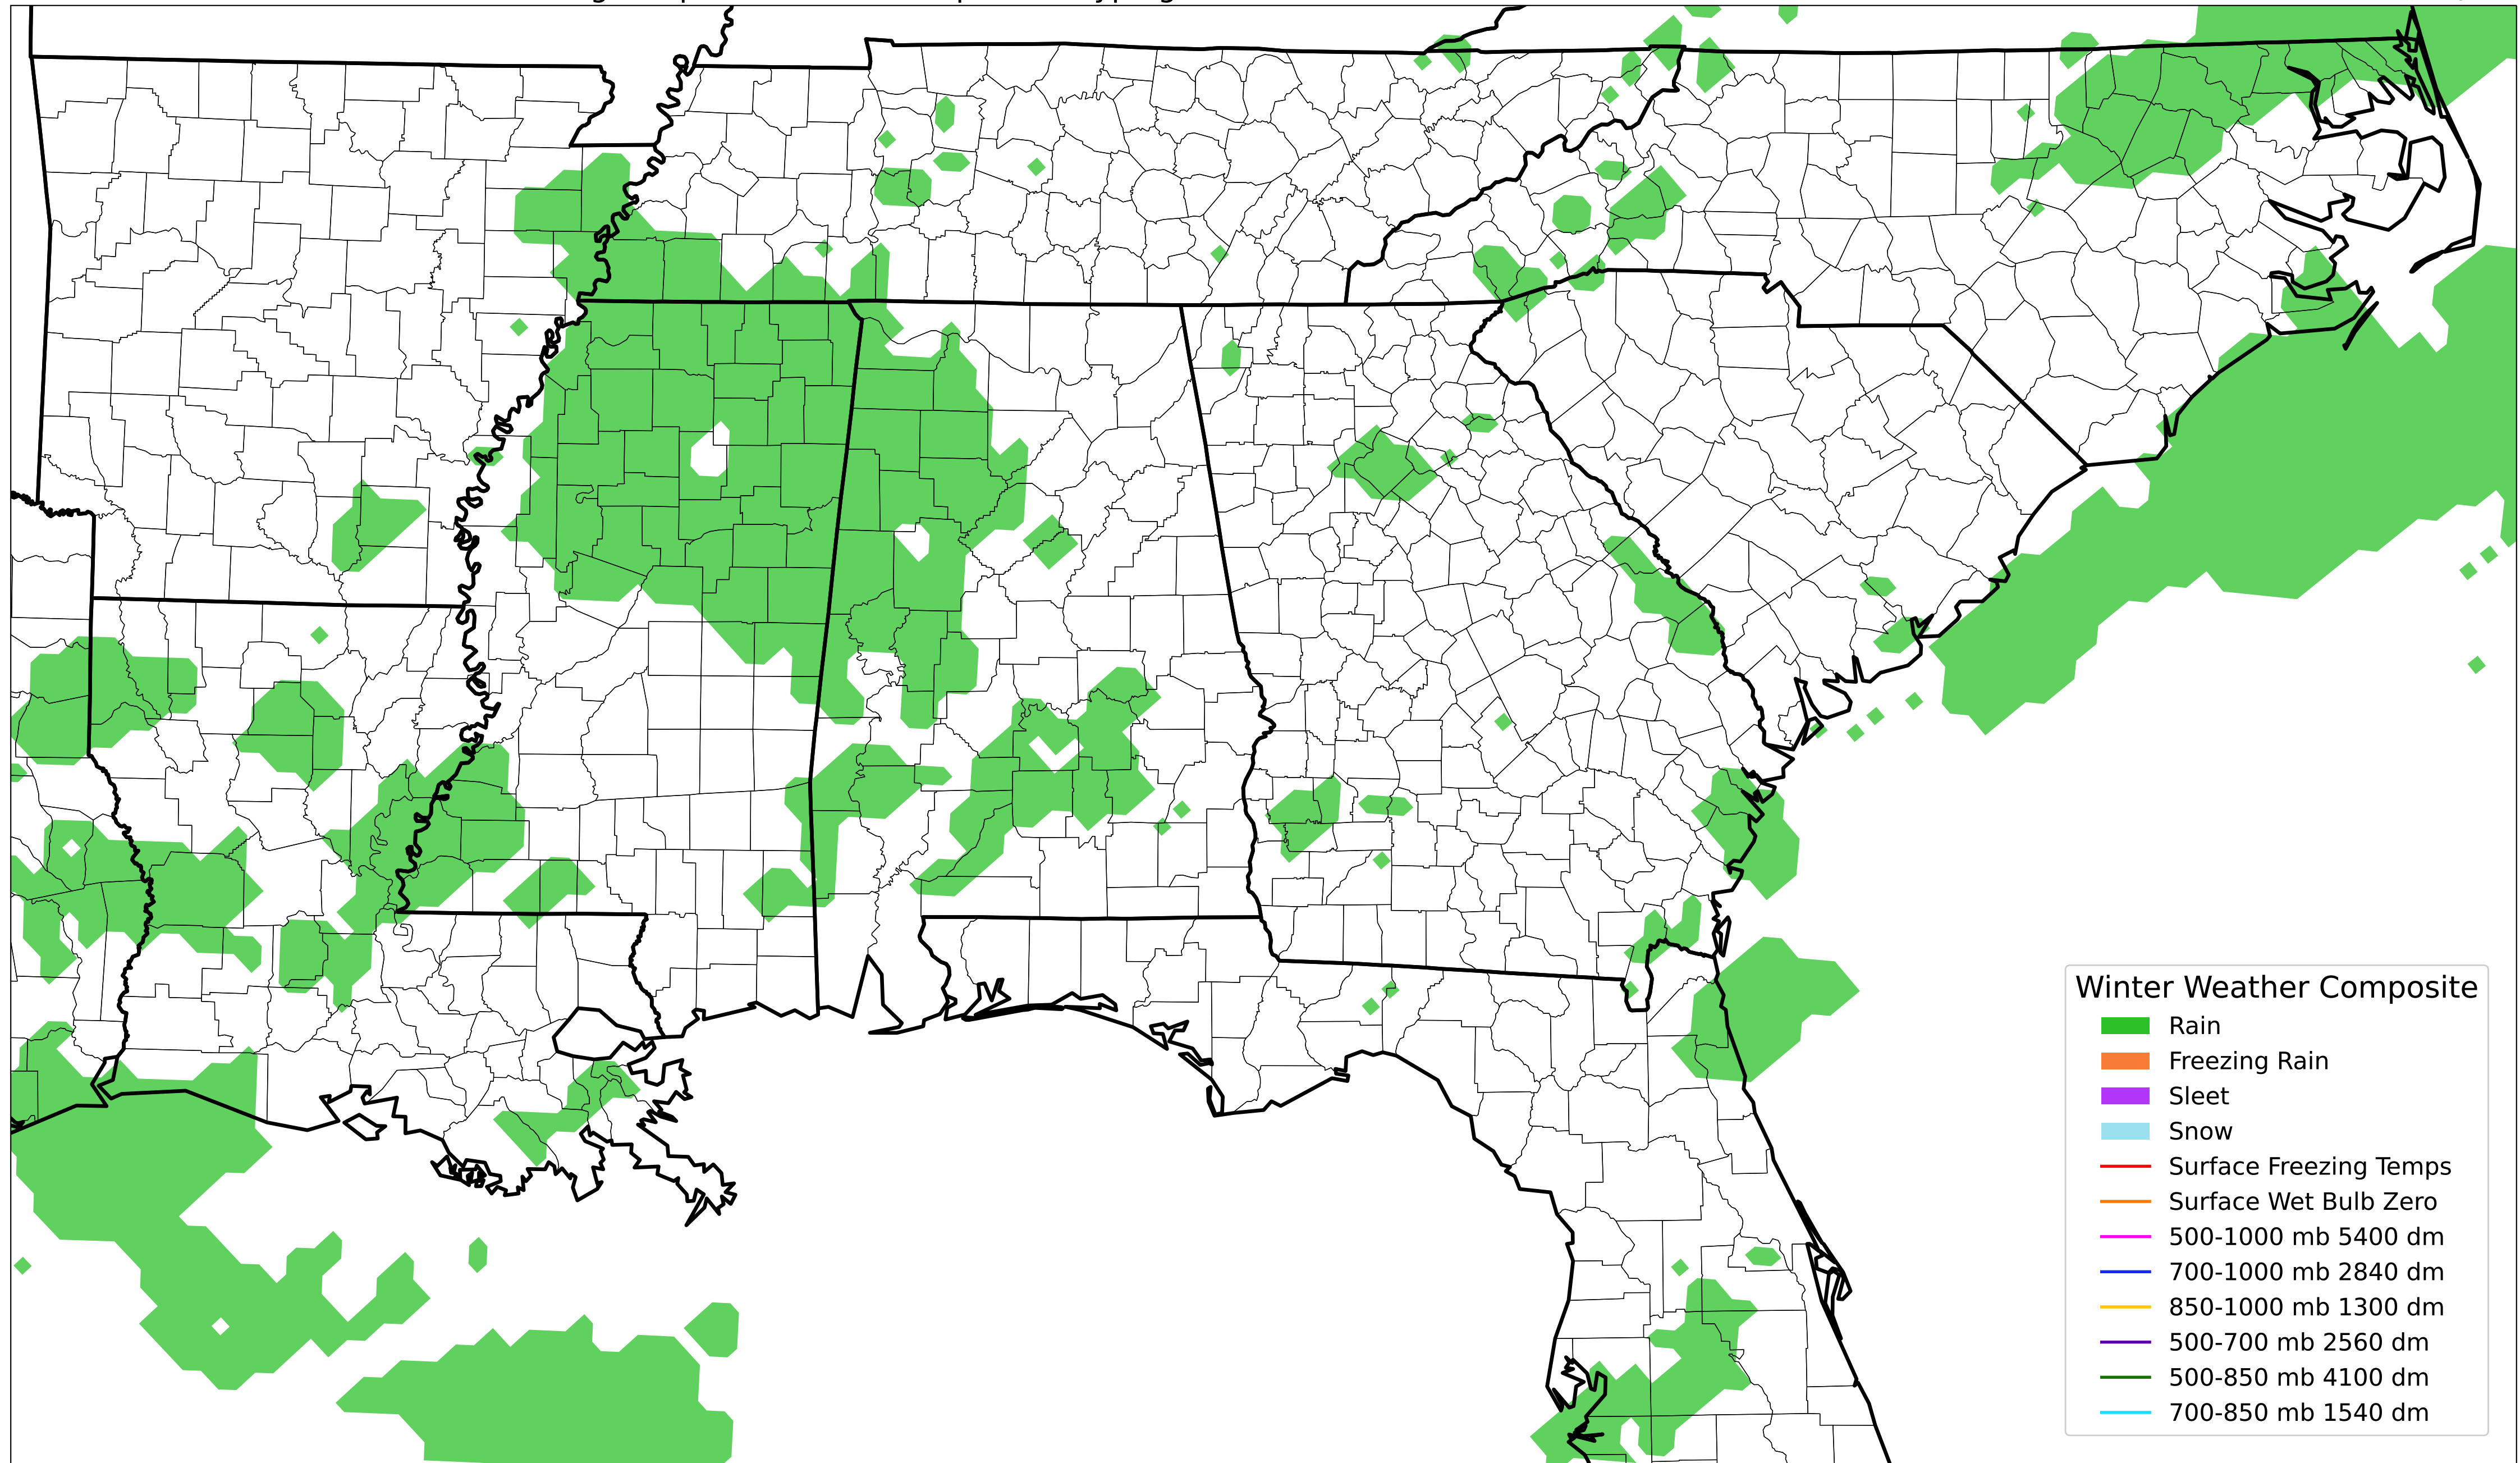 Winter Weather Composite
Rain
Freezing Rain
Sleet
Snow
Surface Freezing Temps
Surface Wet Bulb Zero
500-1000 mb 5400 dm
700-1000 mb 2840 dm
850-1000 mb 1300 dm
500-700 mb 2560 dm
500-850 mb 4100 dm
700-850 mb 1540 dm